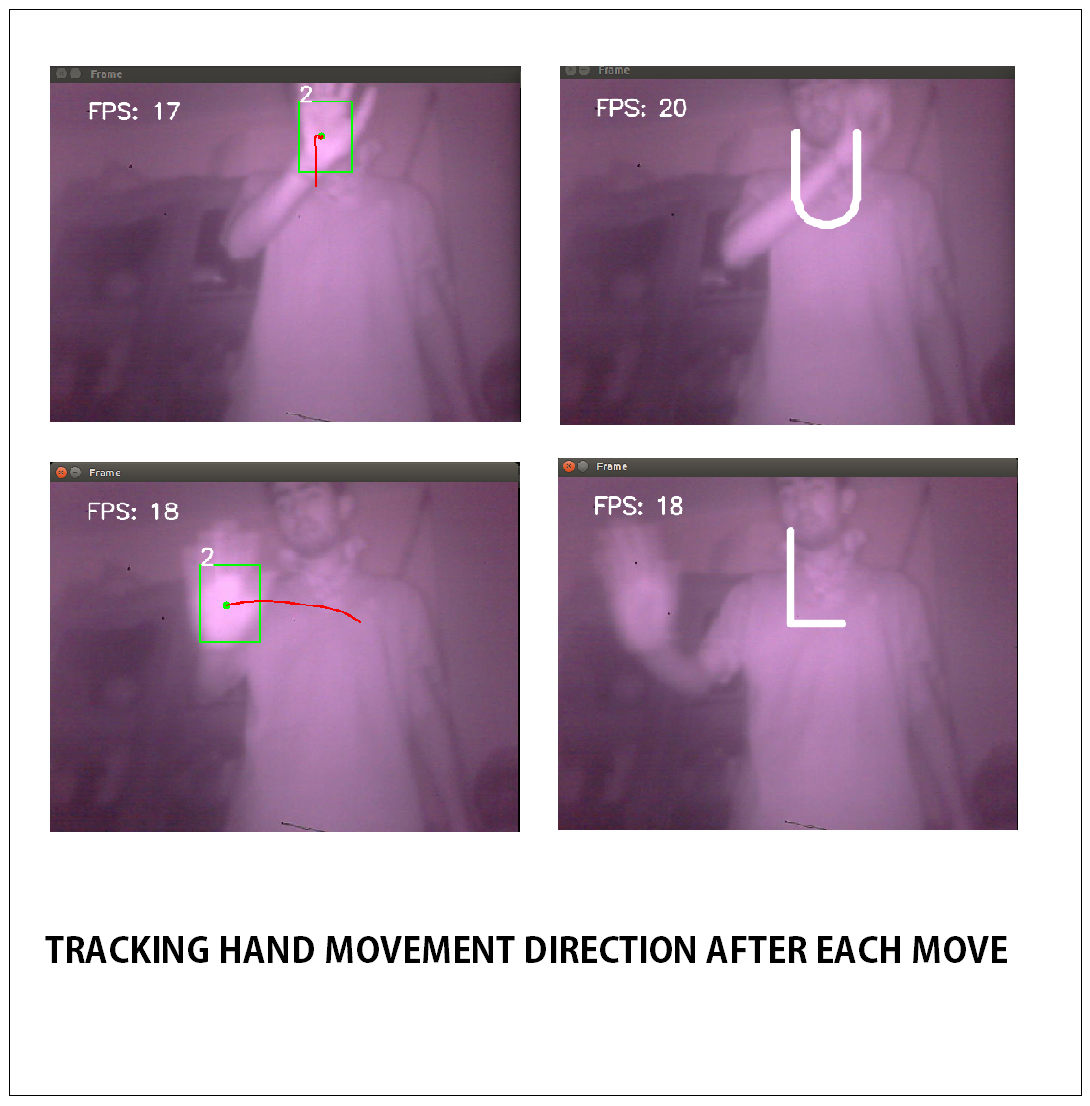 Frame
FPS: 17
2
Frame
FPS: 20
U
Frame
FPS: 18
2
Frame
FPS: 18
L
TRACKING HAND MOVEMENT DIRECTION AFTER EACH MOVE